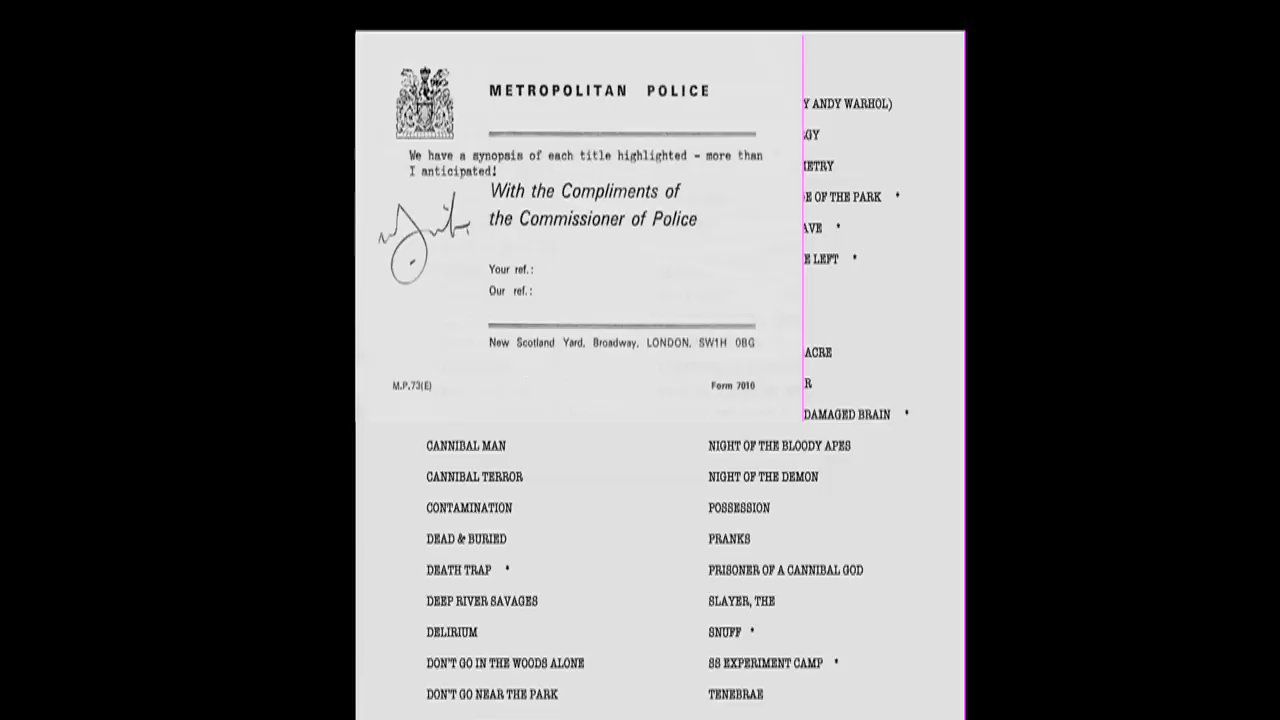 METROPOLITAN POLICE
We have a synopsis of each title highlighted - more than
I anticipated!
With the Compliments of
the Commissioner of Police
Your ref.:
Our ref.:
New Scotland Yard, Broadway, LONDON, SW1H 0BG
M.P.73(E) Form 7010
Y ANDY WARHOL)
GY
ETRY
E OF THE PARK *
AVE *
E LEFT *
ACRE
R
DAMAGED BRAIN *
CANNIBAL MAN NIGHT OF THE BLOODY APES
CANNIBAL TERROR NIGHT OF THE DEMON
CONTAMINATION POSSESSION
DEAD & BURIED PRANKS
DEATH TRAP * PRISONER OF A CANNIBAL GOD
DEEP RIVER SAVAGES SLAYER, THE
DELIRIUM SNUFF *
DON'T GO IN THE WOODS ALONE SS EXPERIMENT CAMP *
DON'T GO NEAR THE PARK TENEBRAE